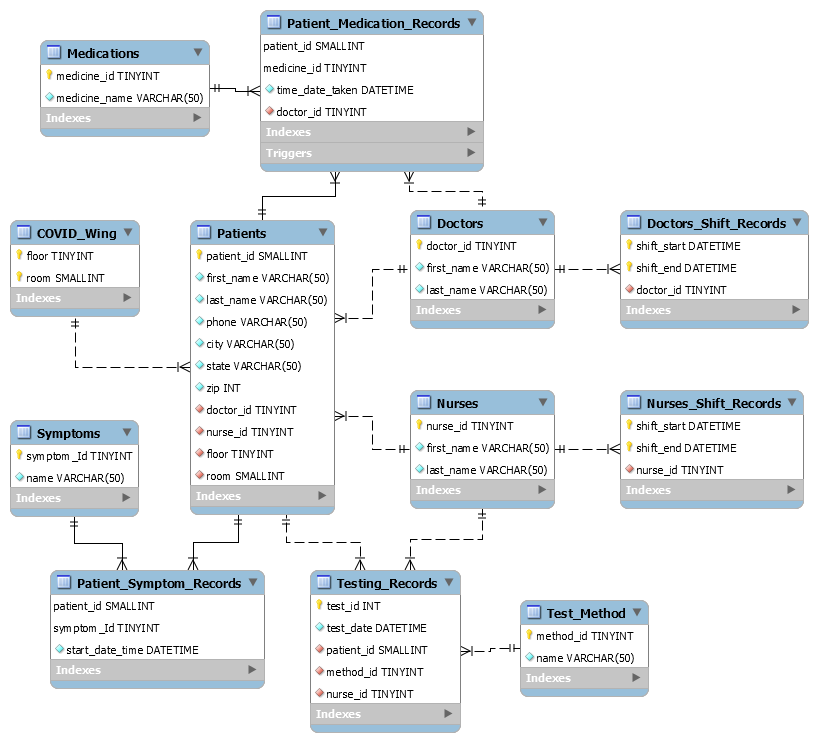 Patient_Medication_Records
patient_id SMALLINT
medicine_id TINYINT
time_date_taken DATETIME
doctor_id TINYINT
Indexes
Triggers
Medications
medicine_id TINYINT
medicine_name VARCHAR(50)
Indexes
COVID_Wing
floor TINYINT
room SMALLINT
Indexes
Patients
patient_id SMALLINT
first_name VARCHAR(50)
last_name VARCHAR(50)
phone VARCHAR(50)
city VARCHAR(50)
state VARCHAR(50)
zip INT
doctor_id TINYINT
nurse_id TINYINT
floor TINYINT
room SMALLINT
Indexes
Doctors
doctor_id TINYINT
first_name VARCHAR(50)
last_name VARCHAR(50)
Indexes
Doctors_Shift_Records
shift_start DATETIME
shift_end DATETIME
doctor_id TINYINT
Indexes
Symptoms
symptom_Id TINYINT
name VARCHAR(50)
Indexes
Nurses
nurse_id TINYINT
first_name VARCHAR(50)
last_name VARCHAR(50)
Indexes
Nurses_Shift_Records
shift_start DATETIME
shift_end DATETIME
nurse_id TINYINT
Indexes
Patient_Symptom_Records
patient_id SMALLINT
symptom_Id TINYINT
start_date_time DATETIME
Indexes
Testing_Records
test_id INT
test_date DATETIME
patient_id SMALLINT
method_id TINYINT
nurse_id TINYINT
Indexes
Test_Method
method_id TINYINT
name VARCHAR(50)
Indexes